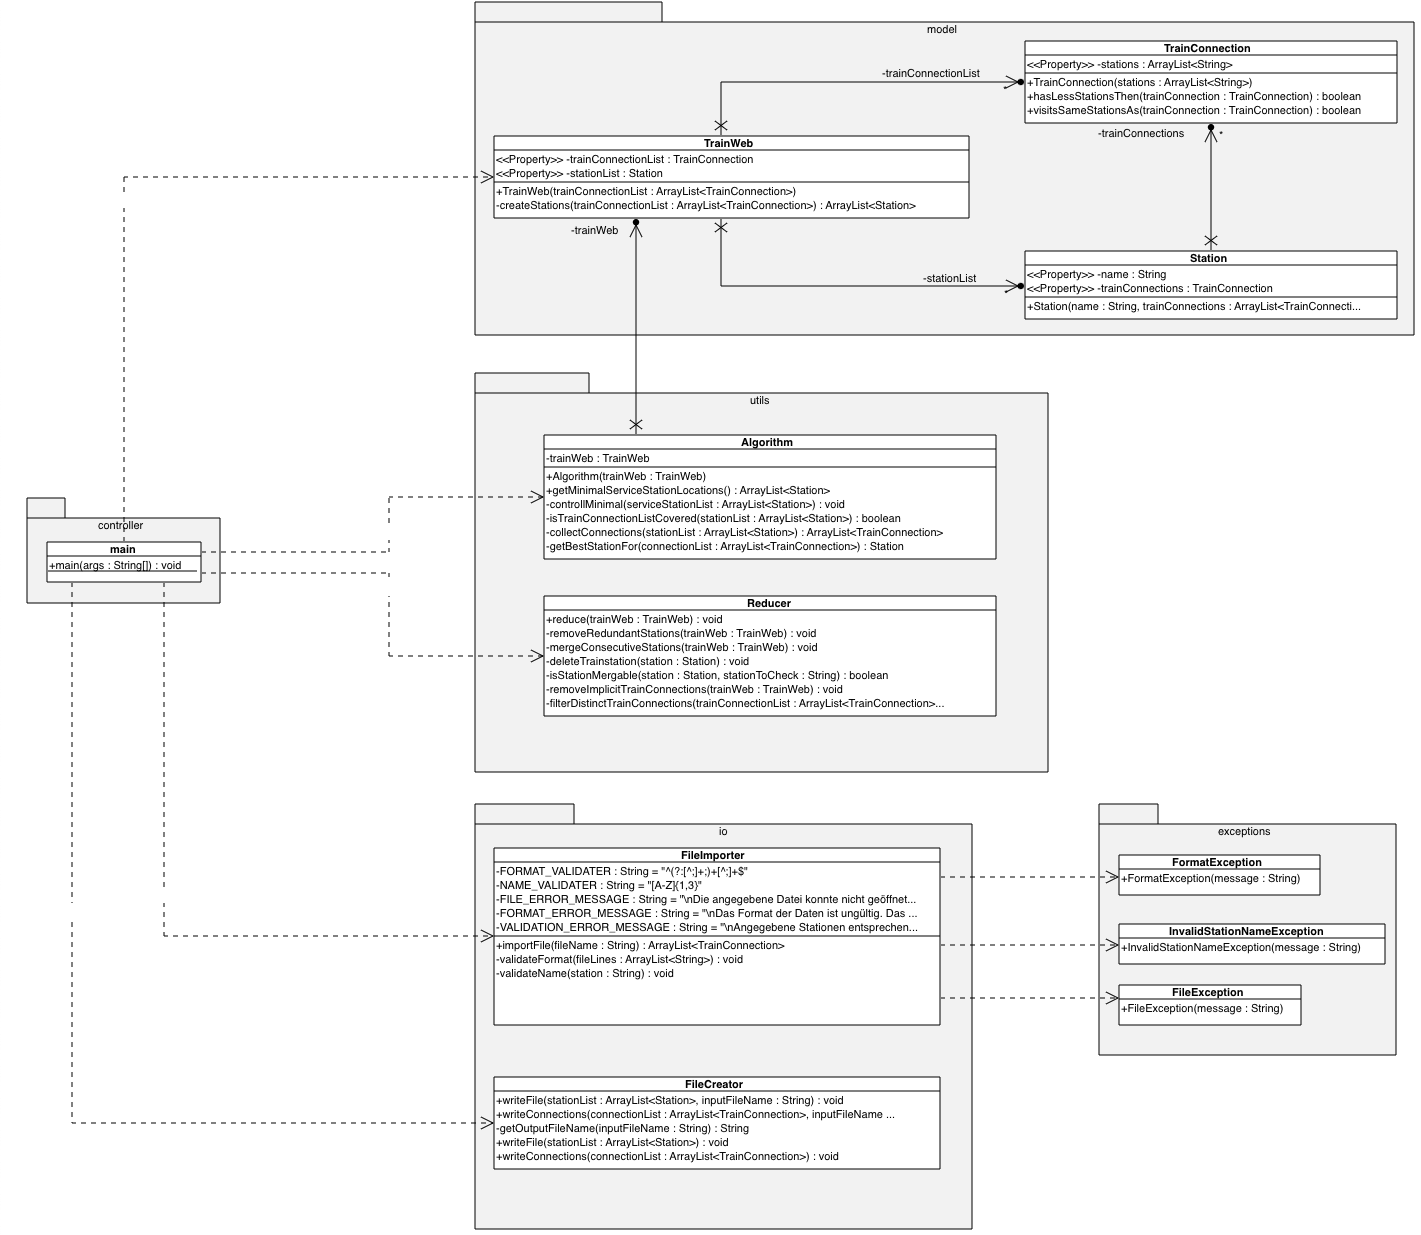 model
TrainConnection
<<Property>> -stations : ArrayList<String>
+TrainConnection(stations : ArrayList<String>)
+hasLessStationsThen(trainConnection : TrainConnection) : boolean
+visitsSameStationsAs(trainConnection : TrainConnection) : boolean
-trainConnectionList
*
-trainConnections
*
TrainWeb
<<Property>> -trainConnectionList : TrainConnection
<<Property>> -stationList : Station
+TrainWeb(trainConnectionList : ArrayList<TrainConnection>)
-createStations(trainConnectionList : ArrayList<TrainConnection>) : ArrayList<Station>
-trainWeb
-stationList
*
Station
<<Property>> -name : String
<<Property>> -trainConnections : TrainConnection
+Station(name : String, trainConnections : ArrayList<TrainConnecti...
utils
Algorithm
-trainWeb : TrainWeb
+Algorithm(trainWeb : TrainWeb)
+getMinimalServiceStationLocations() : ArrayList<Station>
-controllMinimal(serviceStationList : ArrayList<Station>) : void
-isTrainConnectionListCovered(stationList : ArrayList<Station>) : boolean
-collectConnections(stationList : ArrayList<Station>) : ArrayList<TrainConnection>
-getBestStationFor(connectionList : ArrayList<TrainConnection>) : Station
controller
main
+main(args : String[]) : void
Reducer
+reduce(trainWeb : TrainWeb) : void
-removeRedundantStations(trainWeb : TrainWeb) : void
-mergeConsecutiveStations(trainWeb : TrainWeb) : void
-deleteTrainstation(station : Station) : void
-isStationMergable(station : Station, stationToCheck : String) : boolean
-removeImplicitTrainConnections(trainWeb : TrainWeb) : void
-filterDistinctTrainConnections(trainConnectionList : ArrayList<TrainConnection>...
io
FileImporter
-FORMAT_VALIDATER : String = "^(?:[^;]+;)+[^;]+$"
-NAME_VALIDATER : String = "[A-Z]{1,3}"
-FILE_ERROR_MESSAGE : String = "\nDie angegebene Datei konnte nicht geöffnet...
-FORMAT_ERROR_MESSAGE : String = "\nDas Format der Daten ist ungültig. Das ...
-VALIDATION_ERROR_MESSAGE : String = "\nAngegebene Stationen entsprechen...
+importFile(fileName : String) : ArrayList<TrainConnection>
-validateFormat(fileLines : ArrayList<String>) : void
-validateName(station : String) : void
exceptions
FormatException
+FormatException(message : String)
InvalidStationNameException
+InvalidStationNameException(message : String)
FileException
+FileException(message : String)
FileCreator
+writeFile(stationList : ArrayList<Station>, inputFileName : String) : void
+writeConnections(connectionList : ArrayList<TrainConnection>, inputFileName ...
-getOutputFileName(inputFileName : String) : String
+writeFile(stationList : ArrayList<Station>) : void
+writeConnections(connectionList : ArrayList<TrainConnection>) : void